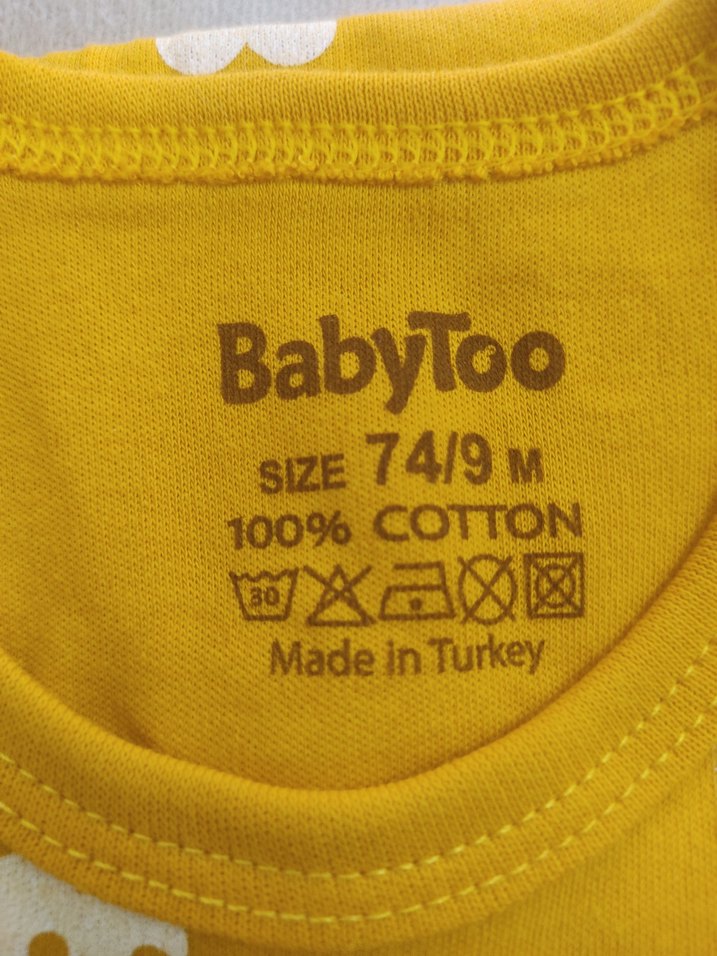 BabyToo
SIZE 74/9 M
100% COTTON
30
Made in Turkey